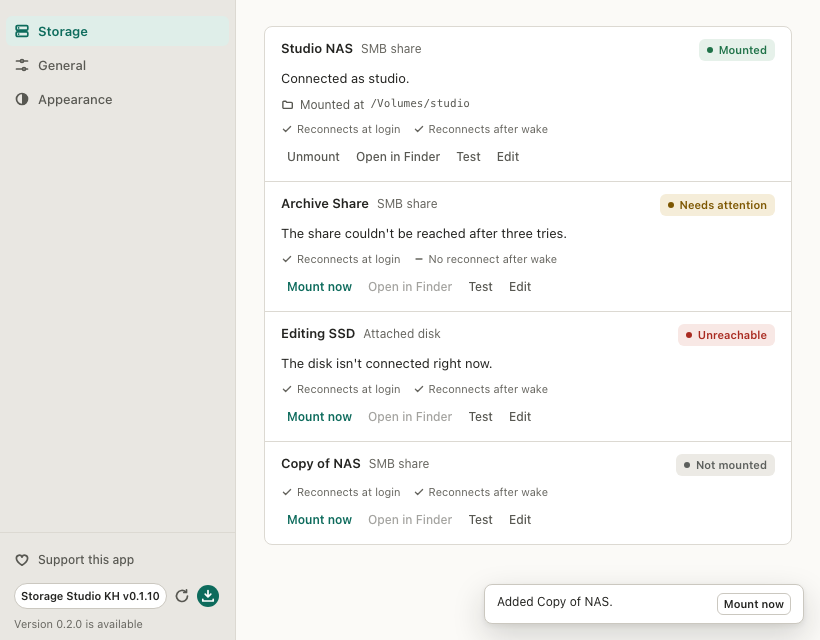 Storage
General
Appearance
Support this app
Storage Studio KH v0.1.10
Version 0.2.0 is available
Studio NAS SMB share Mounted
Connected as studio.
Mounted at /Volumes/studio
Reconnects at login Reconnects after wake
Unmount Open in Finder Test Edit
Archive Share SMB share Needs attention
The share couldn't be reached after three tries.
Reconnects at login No reconnect after wake
Mount now Open in Finder Test Edit
Editing SSD Attached disk Unreachable
The disk isn't connected right now.
Reconnects at login Reconnects after wake
Mount now Open in Finder Test Edit
Copy of NAS SMB share Not mounted
Reconnects at login Reconnects after wake
Mount now Open in Finder Test Edit
Added Copy of NAS. Mount now